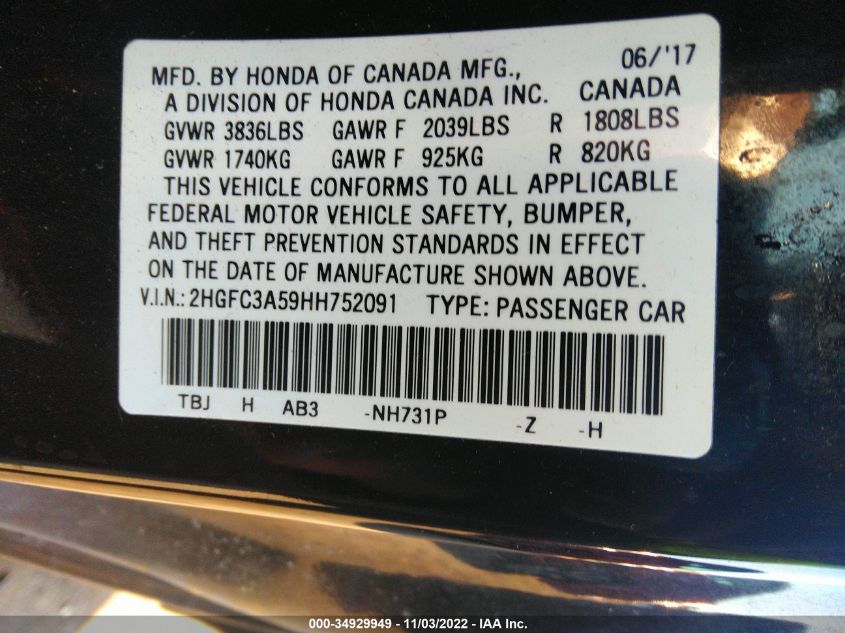 06/'17
MFD. BY HONDA OF CANADA MFG.,
A DIVISION OF HONDA CANADA INC. CANADA
GVWR 3836LBS GAWR F 2039LBS R 1808LBS
GVWR 1740KG GAWR F 925KG R 820KG
THIS VEHICLE CONFORMS TO ALL APPLICABLE
FEDERAL MOTOR VEHICLE SAFETY, BUMPER,
AND THEFT PREVENTION STANDARDS IN EFFECT
ON THE DATE OF MANUFACTURE SHOWN ABOVE.
V.I.N.: 2HGFC3A59HH752091 TYPE: PASSENGER CAR
TBJ H AB3 -NH731P -Z -H
000-34929949 - 11/03/2022 - IAA Inc.